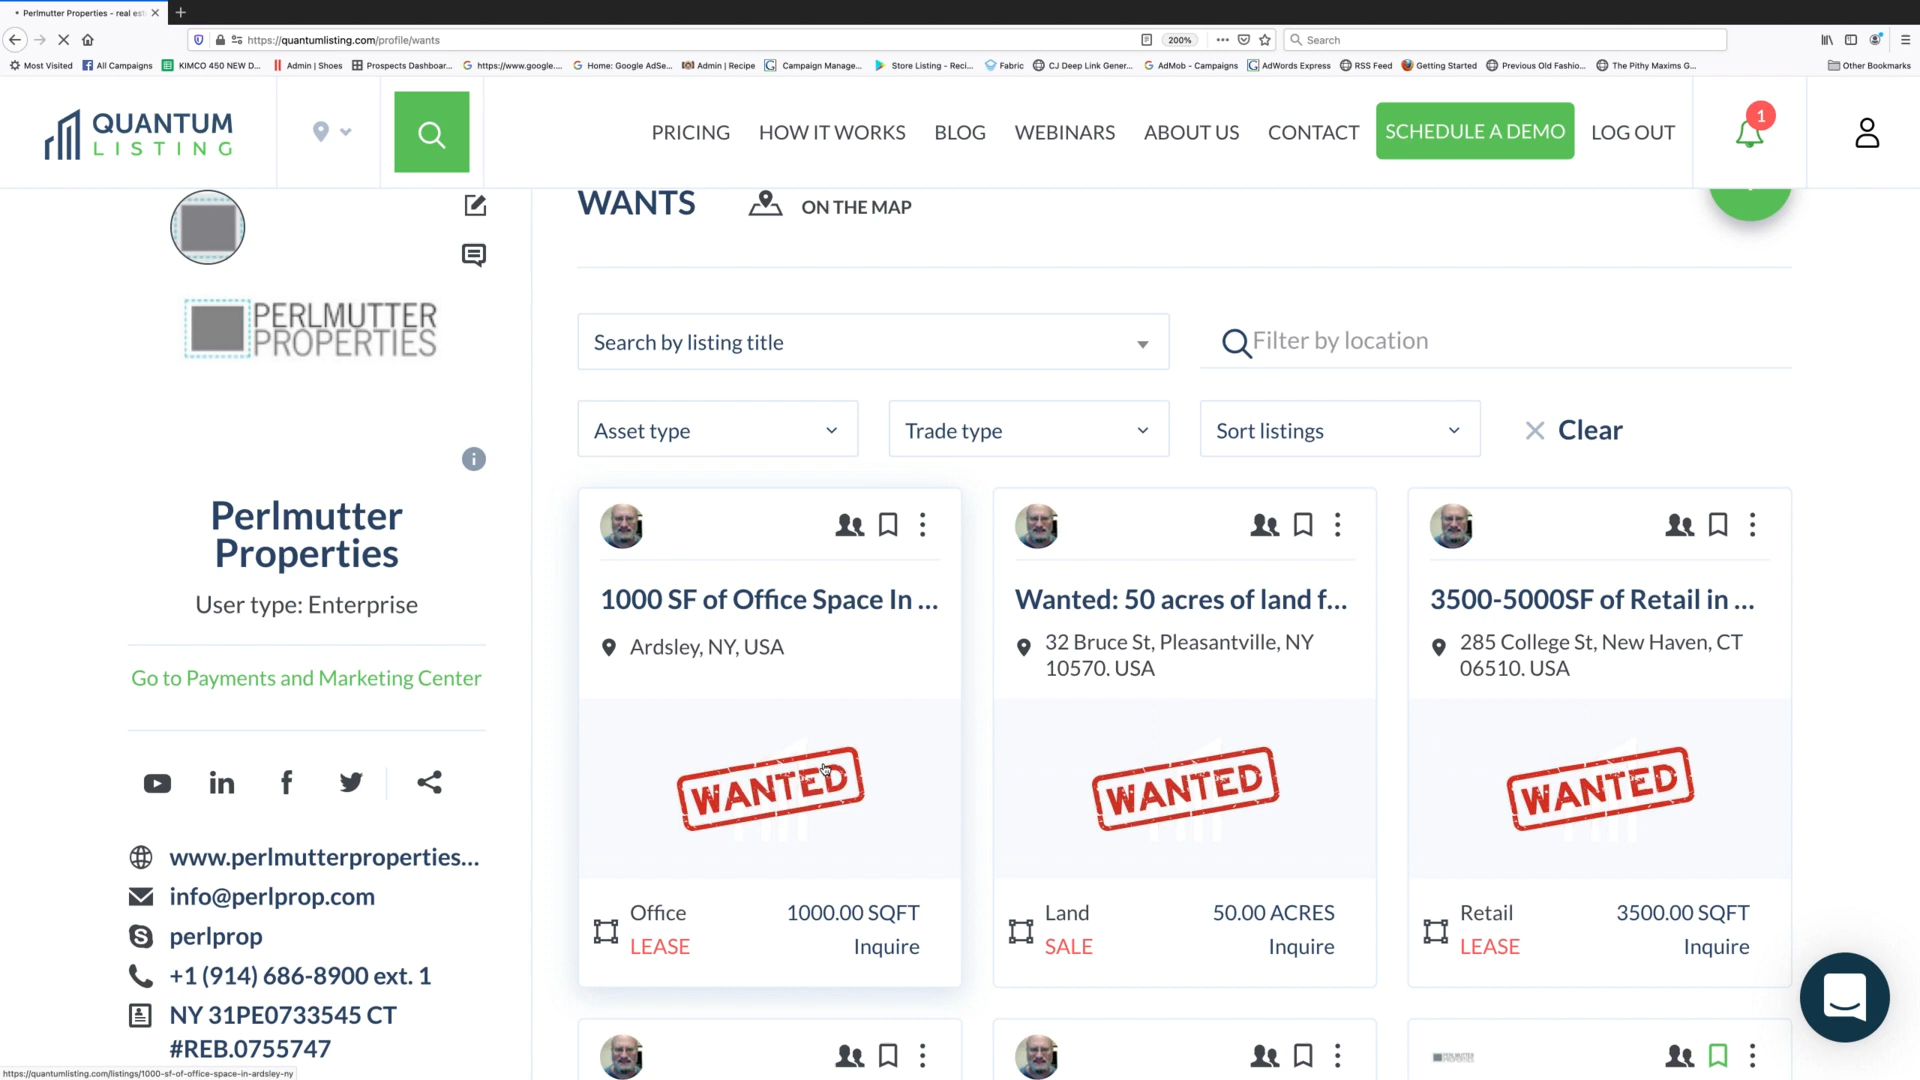 Perlmutter Properties - real est
https://quantumlisting.com/profile/wants
200%
Search
Most Visited
All Campaigns
KIMCO 450 NEW D...
Admin | Shoes
Prospects Dashboar...
https://www.google....
Home: Google AdSe...
Admin | Recipe
Campaign Manage...
Store Listing - Reci...
Fabric
CJ Deep Link Gener...
AdMob - Campaigns
AdWords Express
RSS Feed
Getting Started
Previous Old Fashio...
The Pithy Maxims G...
Other Bookmarks
QUANTUM
LISTING
PRICING
HOW IT WORKS
BLOG
WEBINARS
ABOUT US
CONTACT
SCHEDULE A DEMO
LOG OUT
1
PERLMUTTER
PROPERTIES
Perlmutter
Properties
User type: Enterprise
Go to Payments and Marketing Center
www.perlmutterproperties...
info@perlprop.com
perlprop
+1 (914) 686-8900 ext. 1
NY 31PE0733545 CT
#REB.0755747
WANTS
ON THE MAP
Search by listing title
Filter by location
Asset type
Trade type
Sort listings
Clear
1000 SF of Office Space In ...
Ardsley, NY, USA
WANTED
Office
1000.00 SQFT
LEASE
Inquire
Wanted: 50 acres of land f...
32 Bruce St, Pleasantville, NY
10570, USA
WANTED
Land
50.00 ACRES
SALE
Inquire
3500-5000SF of Retail in ...
285 College St, New Haven, CT
06510, USA
WANTED
Retail
3500.00 SQFT
LEASE
Inquire
https://quantumlisting.com/listings/1000-sf-of-office-space-in-ardsley-ny